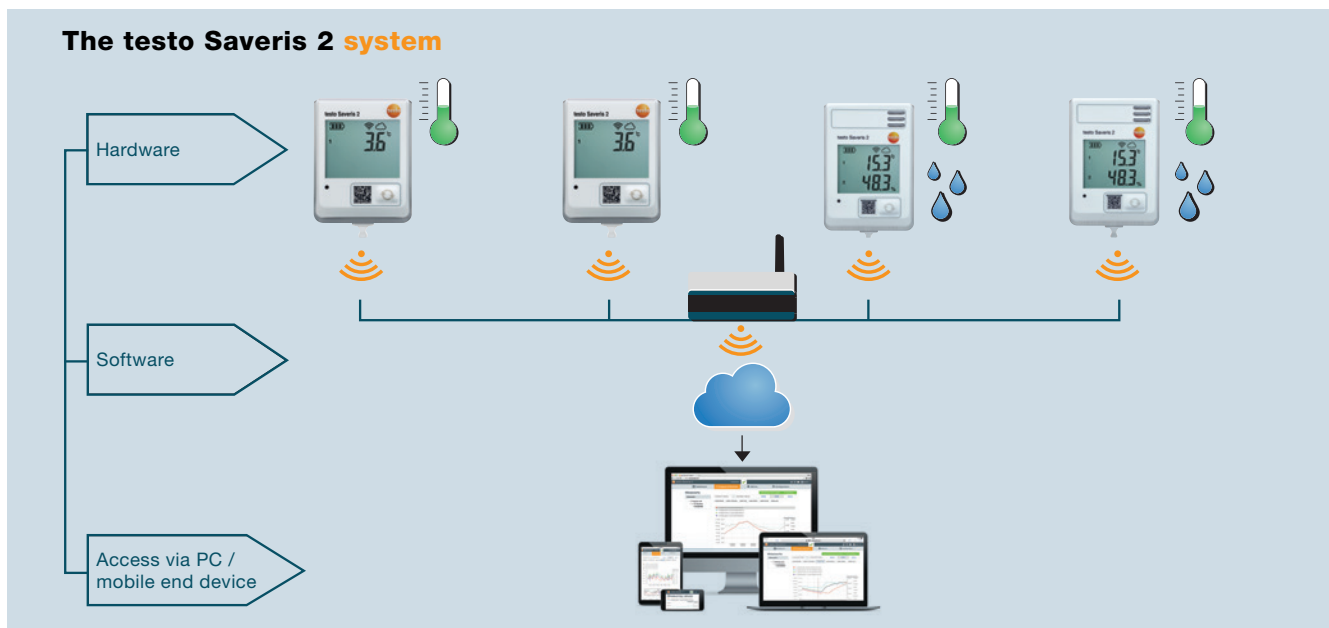 The testo Saveris 2 system
Hardware
testo Saveris 2
3.6 °C
testo Saveris 2
3.6 °C
testo Saveris 2
15.3 °C
48.3 %
testo Saveris 2
15.3 °C
48.3 %
Software
Access via PC /
mobile end device